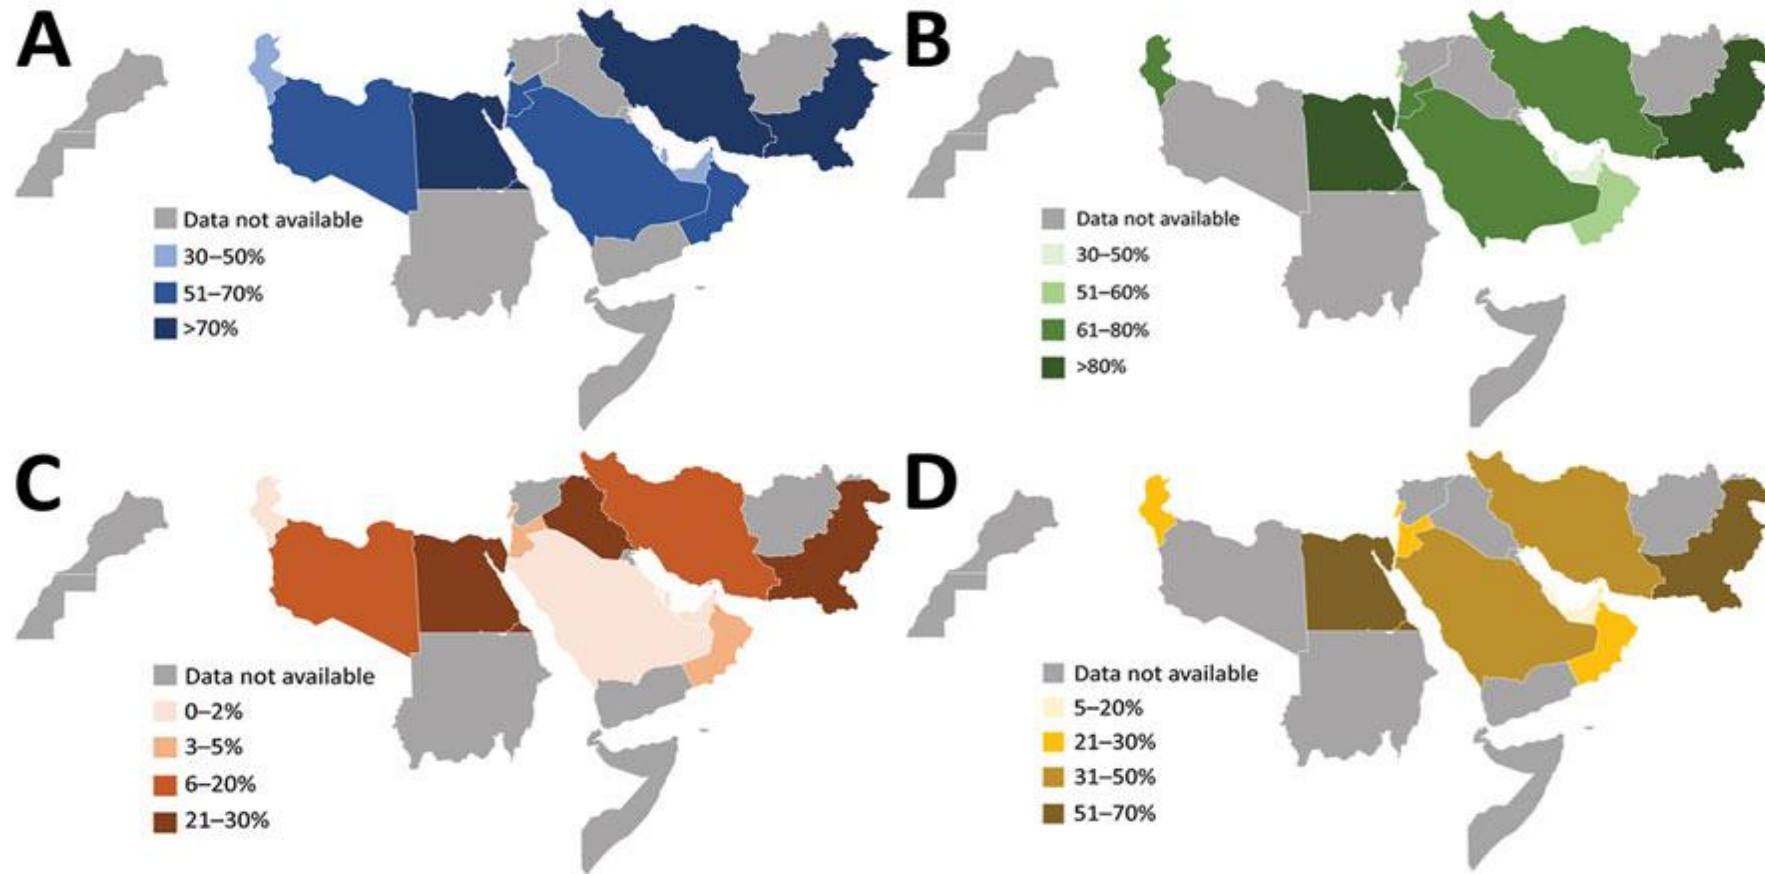 A
Data not available
30–50%
51–70%
>70%
B
Data not available
30–50%
51–60%
61–80%
>80%
C
Data not available
0–2%
3–5%
6–20%
21–30%
D
Data not available
5–20%
21–30%
31–50%
51–70%